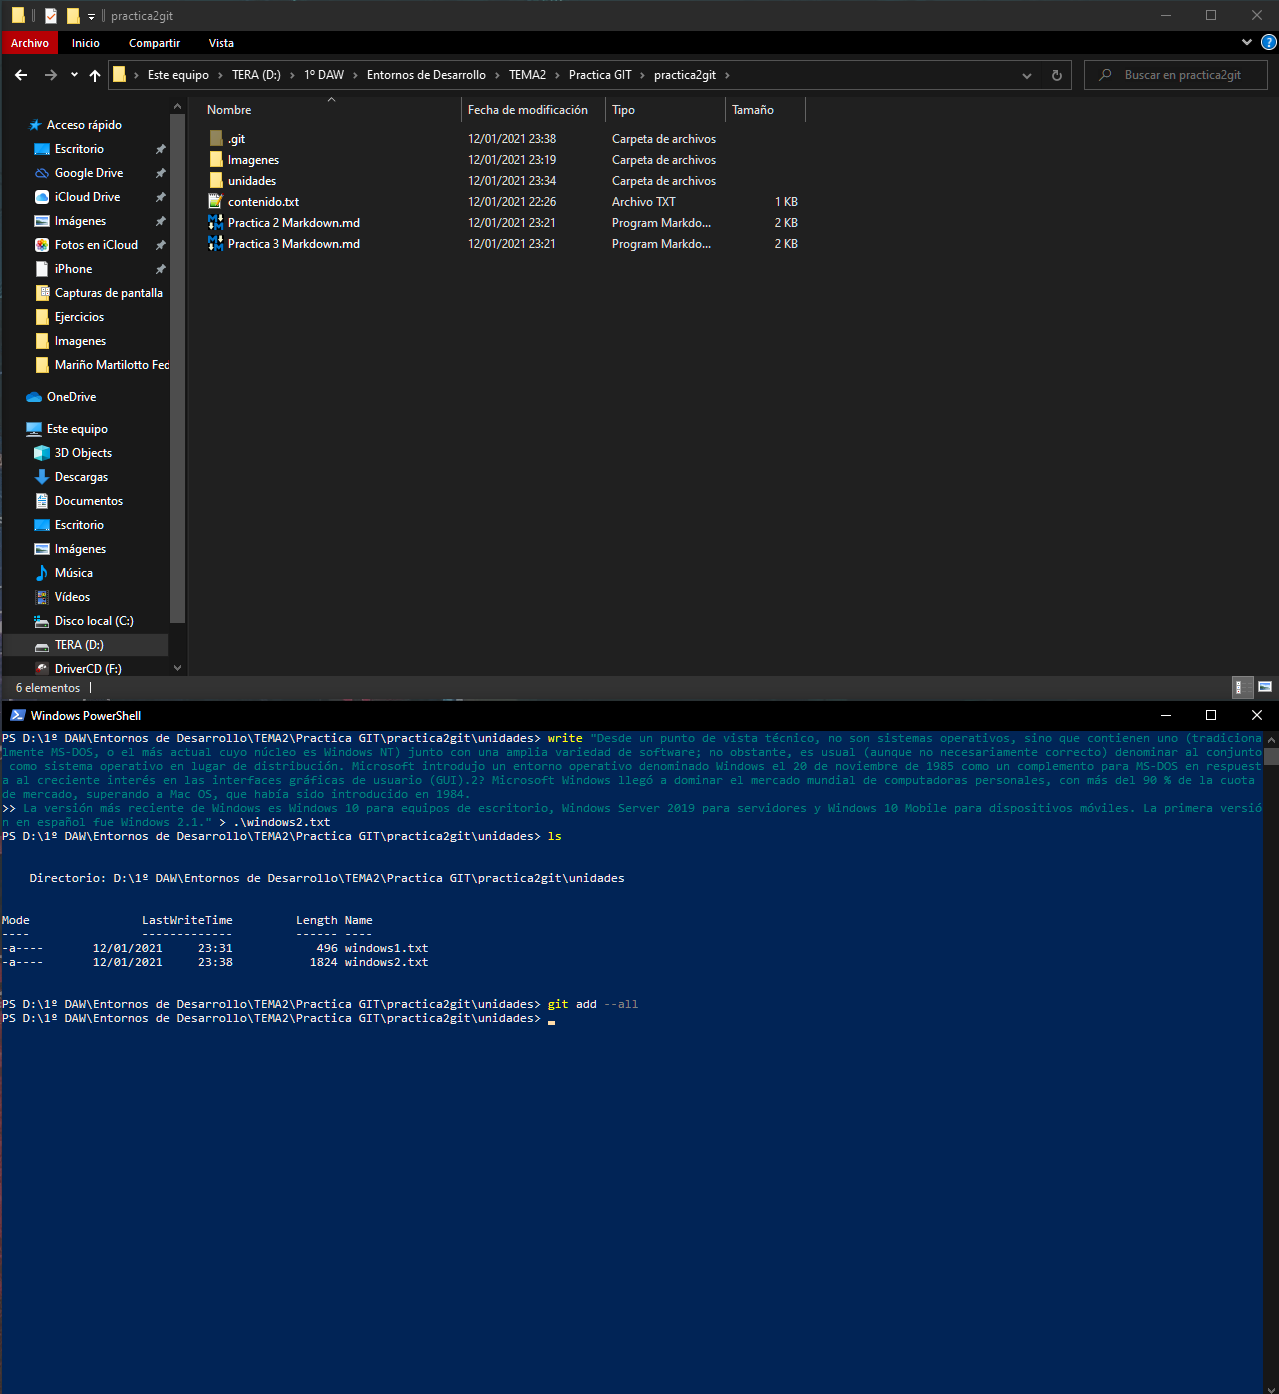 practica2git
Archivo Inicio Compartir Vista
Este equipo TERA (D:) 1º DAW Entornos de Desarrollo TEMA2 Practica GIT practica2git Buscar en practica2git
Nombre Fecha de modificación Tipo Tamaño
.git 12/01/2021 23:38 Carpeta de archivos
Imagenes 12/01/2021 23:19 Carpeta de archivos
unidades 12/01/2021 23:34 Carpeta de archivos
contenido.txt 12/01/2021 22:26 Archivo TXT 1 KB
Practica 2 Markdown.md 12/01/2021 23:21 Program Markdo... 2 KB
Practica 3 Markdown.md 12/01/2021 23:21 Program Markdo... 2 KB
Acceso rápido
Escritorio
Google Drive
iCloud Drive
Imágenes
Fotos en iCloud
iPhone
Capturas de pantalla
Ejercicios
Imagenes
Mariño Martilotto Fed
OneDrive
Este equipo
3D Objects
Descargas
Documentos
Escritorio
Imágenes
Música
Vídeos
Disco local (C:)
TERA (D:)
DriverCD (F:)
6 elementos
Windows PowerShell
PS D:\1º DAW\Entornos de Desarrollo\TEMA2\Practica GIT\practica2git\unidades> write "Desde un punto de vista técnico, no son sistemas operativos, sino que contienen uno (tradiciona
lmente MS-DOS, o el más actual cuyo núcleo es Windows NT) junto con una amplia variedad de software; no obstante, es usual (aunque no necesariamente correcto) denominar al conjunto
como sistema operativo en lugar de distribución. Microsoft introdujo un entorno operativo denominado Windows el 20 de noviembre de 1985 como un complemento para MS-DOS en respuest
a al creciente interés en las interfaces gráficas de usuario (GUI).2? Microsoft Windows llegó a dominar el mercado mundial de computadoras personales, con más del 90 % de la cuota
de mercado, superando a Mac OS, que había sido introducido en 1984.
>> La versión más reciente de Windows es Windows 10 para equipos de escritorio, Windows Server 2019 para servidores y Windows 10 Mobile para dispositivos móviles. La primera versió
n en español fue Windows 2.1." > .\windows2.txt
PS D:\1º DAW\Entornos de Desarrollo\TEMA2\Practica GIT\practica2git\unidades> ls
Directorio: D:\1º DAW\Entornos de Desarrollo\TEMA2\Practica GIT\practica2git\unidades
Mode LastWriteTime Length Name
---- ------------- ------ ----
-a---- 12/01/2021 23:31 496 windows1.txt
-a---- 12/01/2021 23:38 1824 windows2.txt
PS D:\1º DAW\Entornos de Desarrollo\TEMA2\Practica GIT\practica2git\unidades> git add --all
PS D:\1º DAW\Entornos de Desarrollo\TEMA2\Practica GIT\practica2git\unidades>